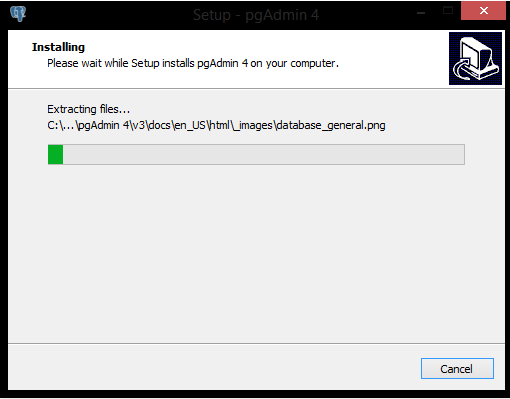 Setup - pgAdmin 4
Installing
Please wait while Setup installs pgAdmin 4 on your computer.
Extracting files...
C:\...\pgAdmin 4\v3\docs\en_US\html\_images\database_general.png
Cancel